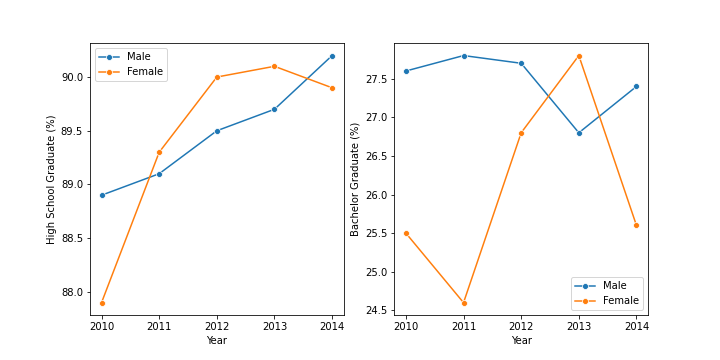 High School Graduate (%)
90.0
89.5
89.0
88.5
88.0
Male
Female
2010 2011 2012 2013 2014
Year
Bachelor Graduate (%)
27.5
27.0
26.5
26.0
25.5
25.0
24.5
Male
Female
2010 2011 2012 2013 2014
Year